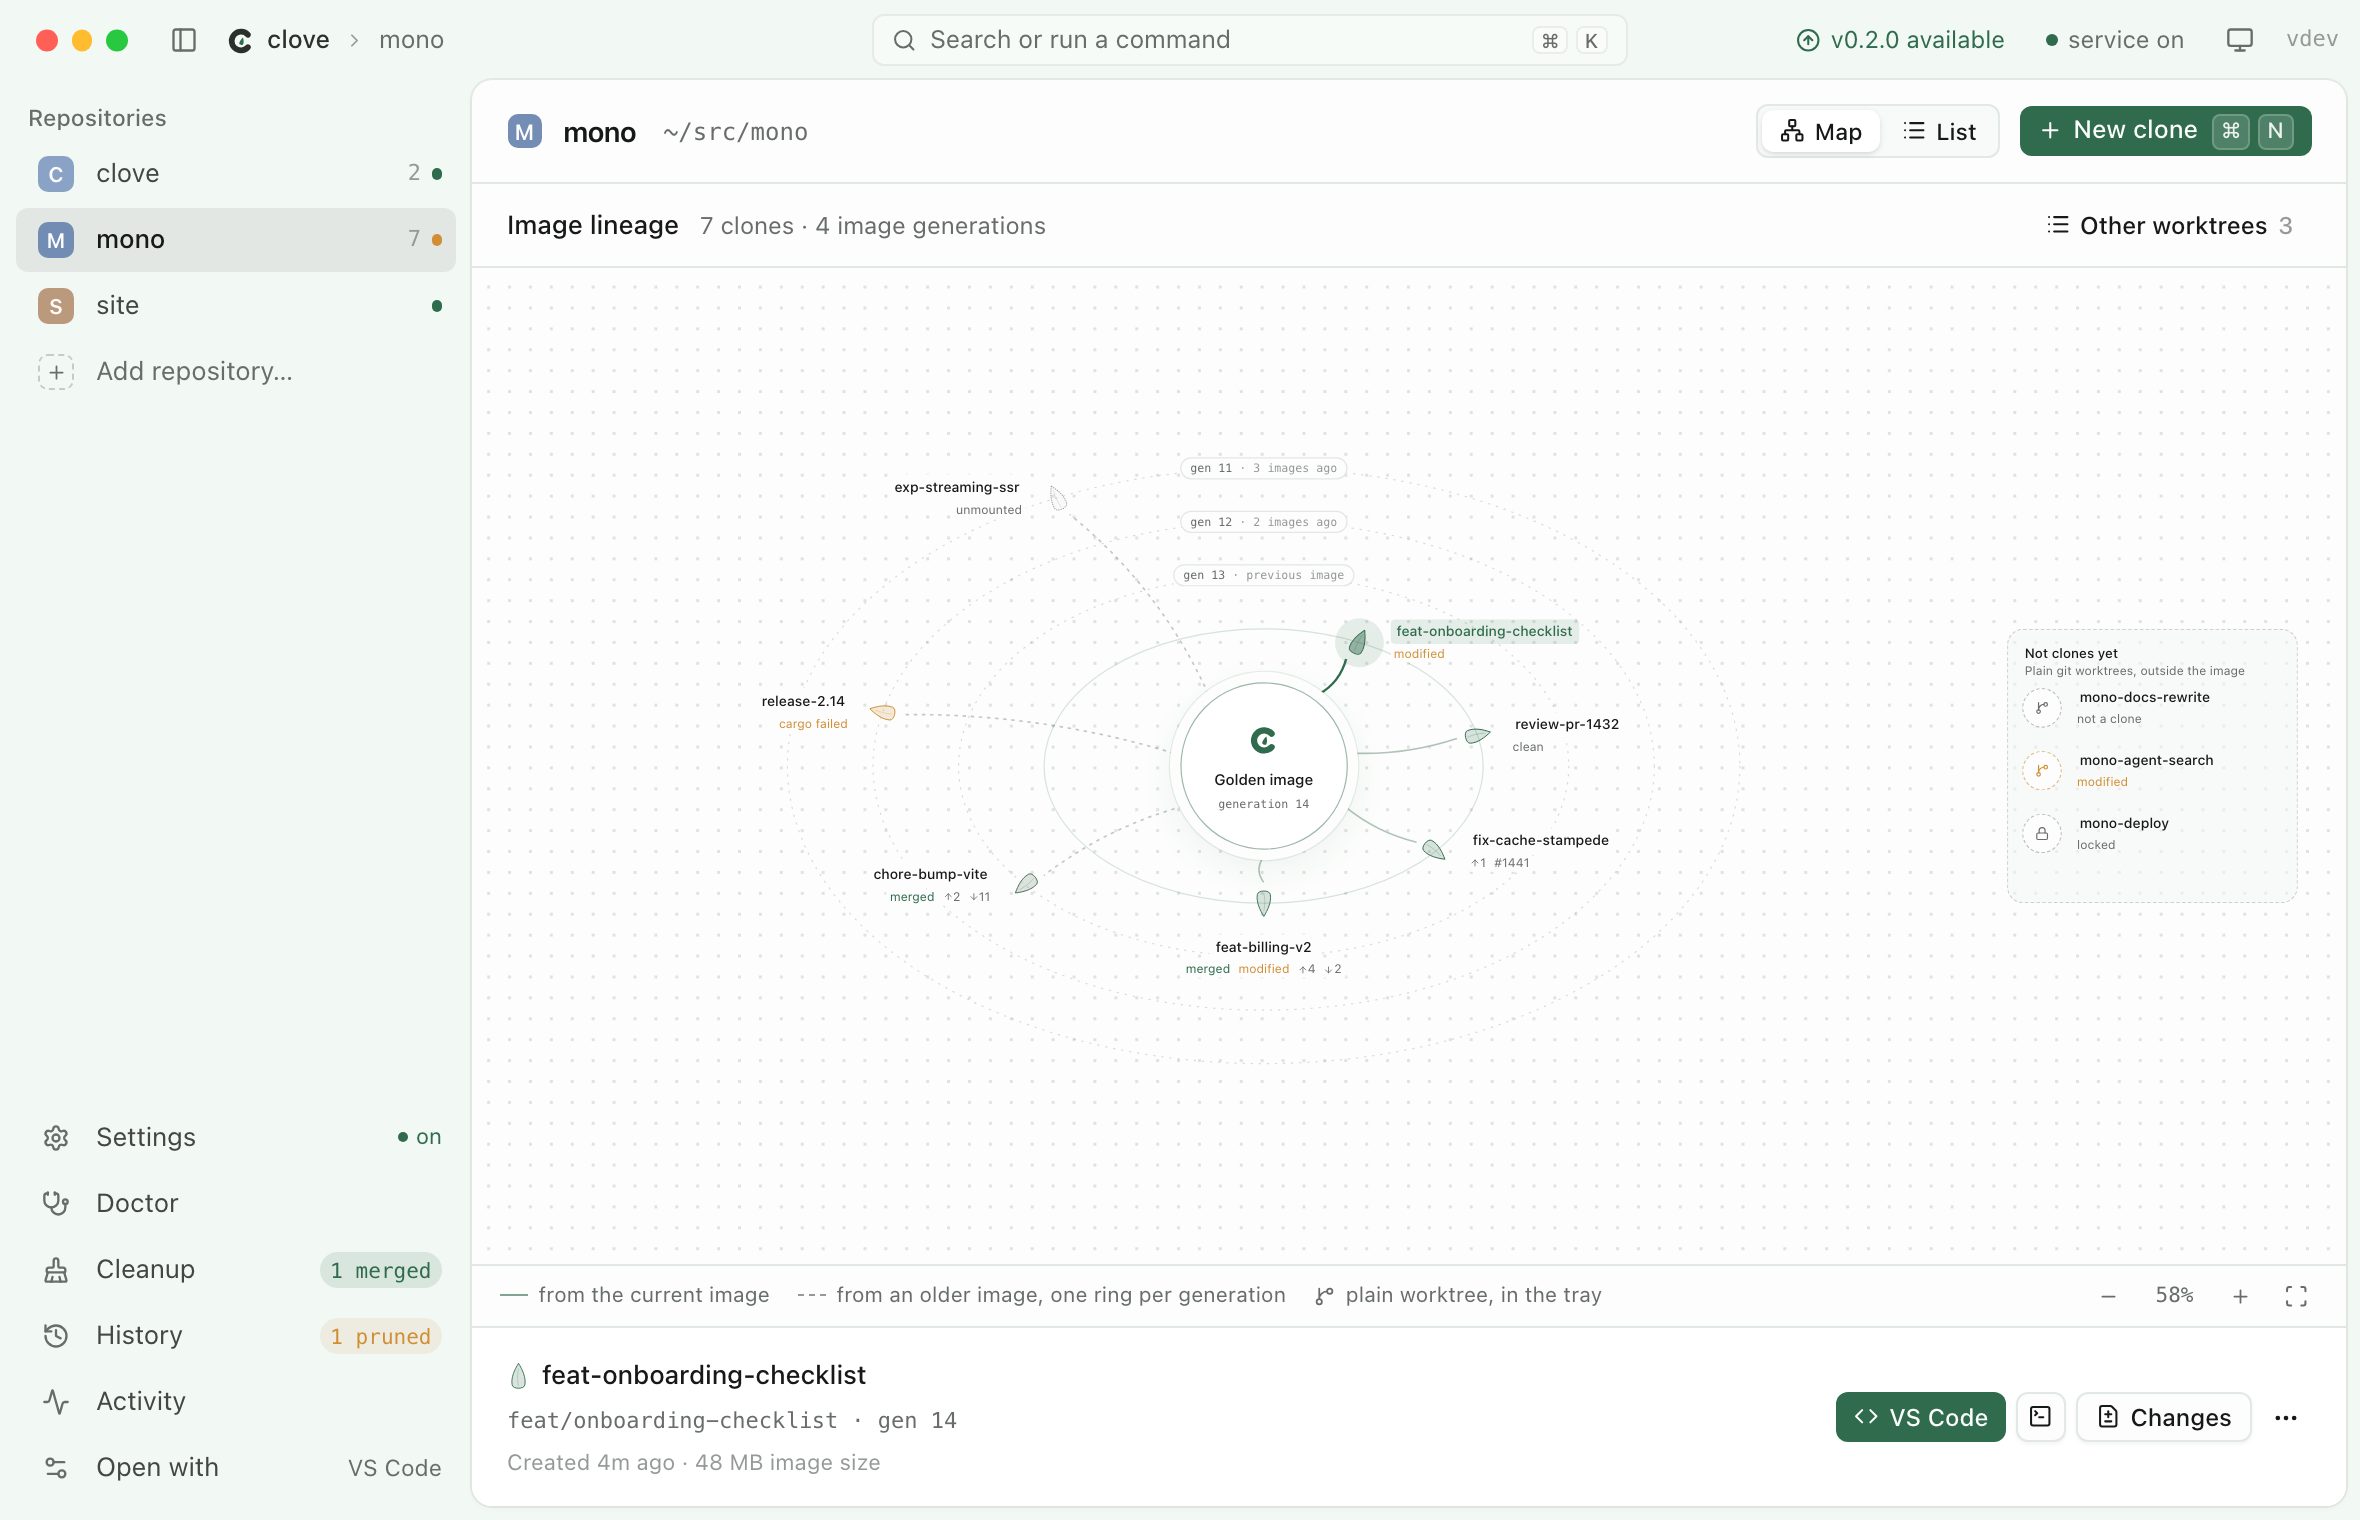 clove > mono
Search or run a command ⌘ K
v0.2.0 available
service on
vdev
Repositories
C clove 2
M mono 7
S site
+ Add repository...
Settings on
Doctor
Cleanup 1 merged
History 1 pruned
Activity
Open with VS Code
M mono ~/src/mono
Map
List
+ New clone ⌘ N
Image lineage 7 clones · 4 image generations
Other worktrees 3
gen 11 · 3 images ago
exp-streaming-ssr
unmounted
gen 12 · 2 images ago
gen 13 · previous image
feat-onboarding-checklist
modified
release-2.14
cargo failed
review-pr-1432
clean
Golden image
generation 14
fix-cache-stampede
↑1 #1441
chore-bump-vite
merged ↑2 ↓11
feat-billing-v2
merged modified ↑4 ↓2
Not clones yet
Plain git worktrees, outside the image
mono-docs-rewrite
not a clone
mono-agent-search
modified
mono-deploy
locked
from the current image
from an older image, one ring per generation
plain worktree, in the tray
− 58% +
feat-onboarding-checklist
feat/onboarding-checklist · gen 14
Created 4m ago · 48 MB image size
VS Code
Changes